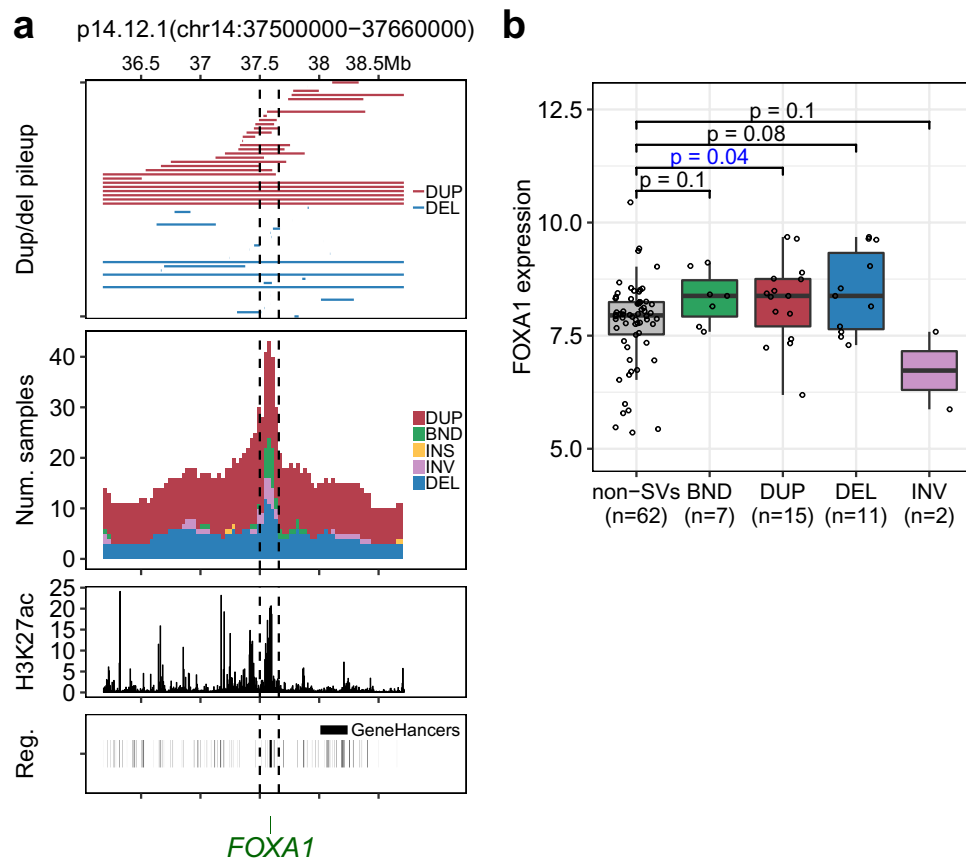 a
p14.12.1(chr14:37500000−37660000)
36.5 37 37.5 38 38.5Mb
Dup/del pileup
DUP
DEL
Num. samples
40
30
20
10
0
DUP
BND
INS
INV
DEL
H3K27ac
25
20
15
10
5
0
Reg.
GeneHancers
FOXA1
b
FOXA1 expression
12.5
10.0
7.5
5.0
p = 0.1
p = 0.08
p = 0.04
p = 0.1
non-SVs BND DUP DEL INV
(n=62) (n=7) (n=15) (n=11) (n=2)